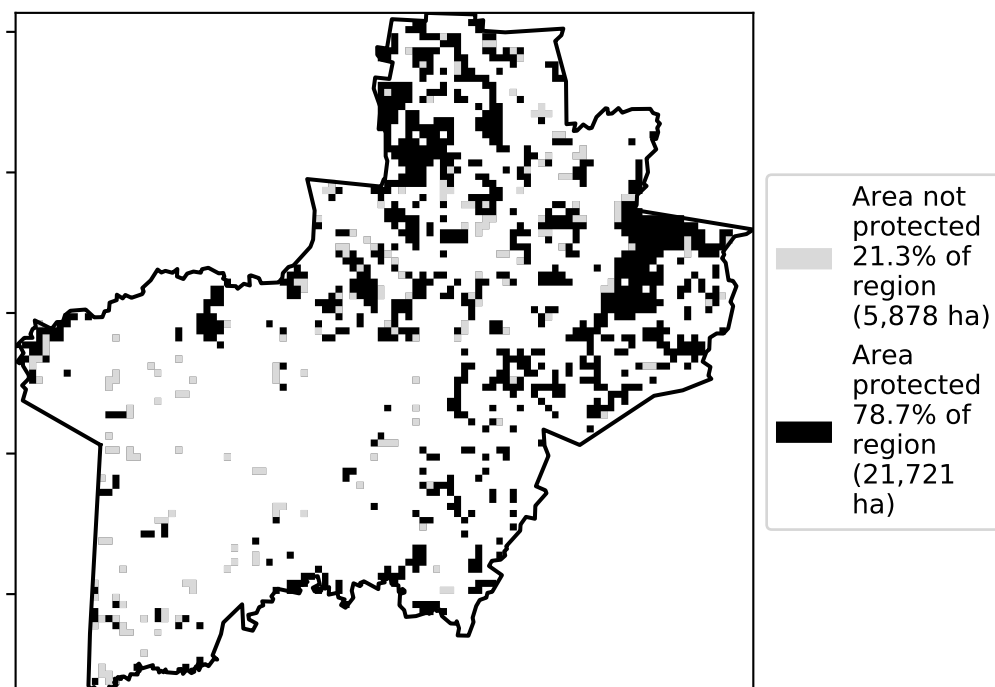 Area not
protected
21.3% of
region
(5,878 ha)
Area
protected
78.7% of
region
(21,721
ha)